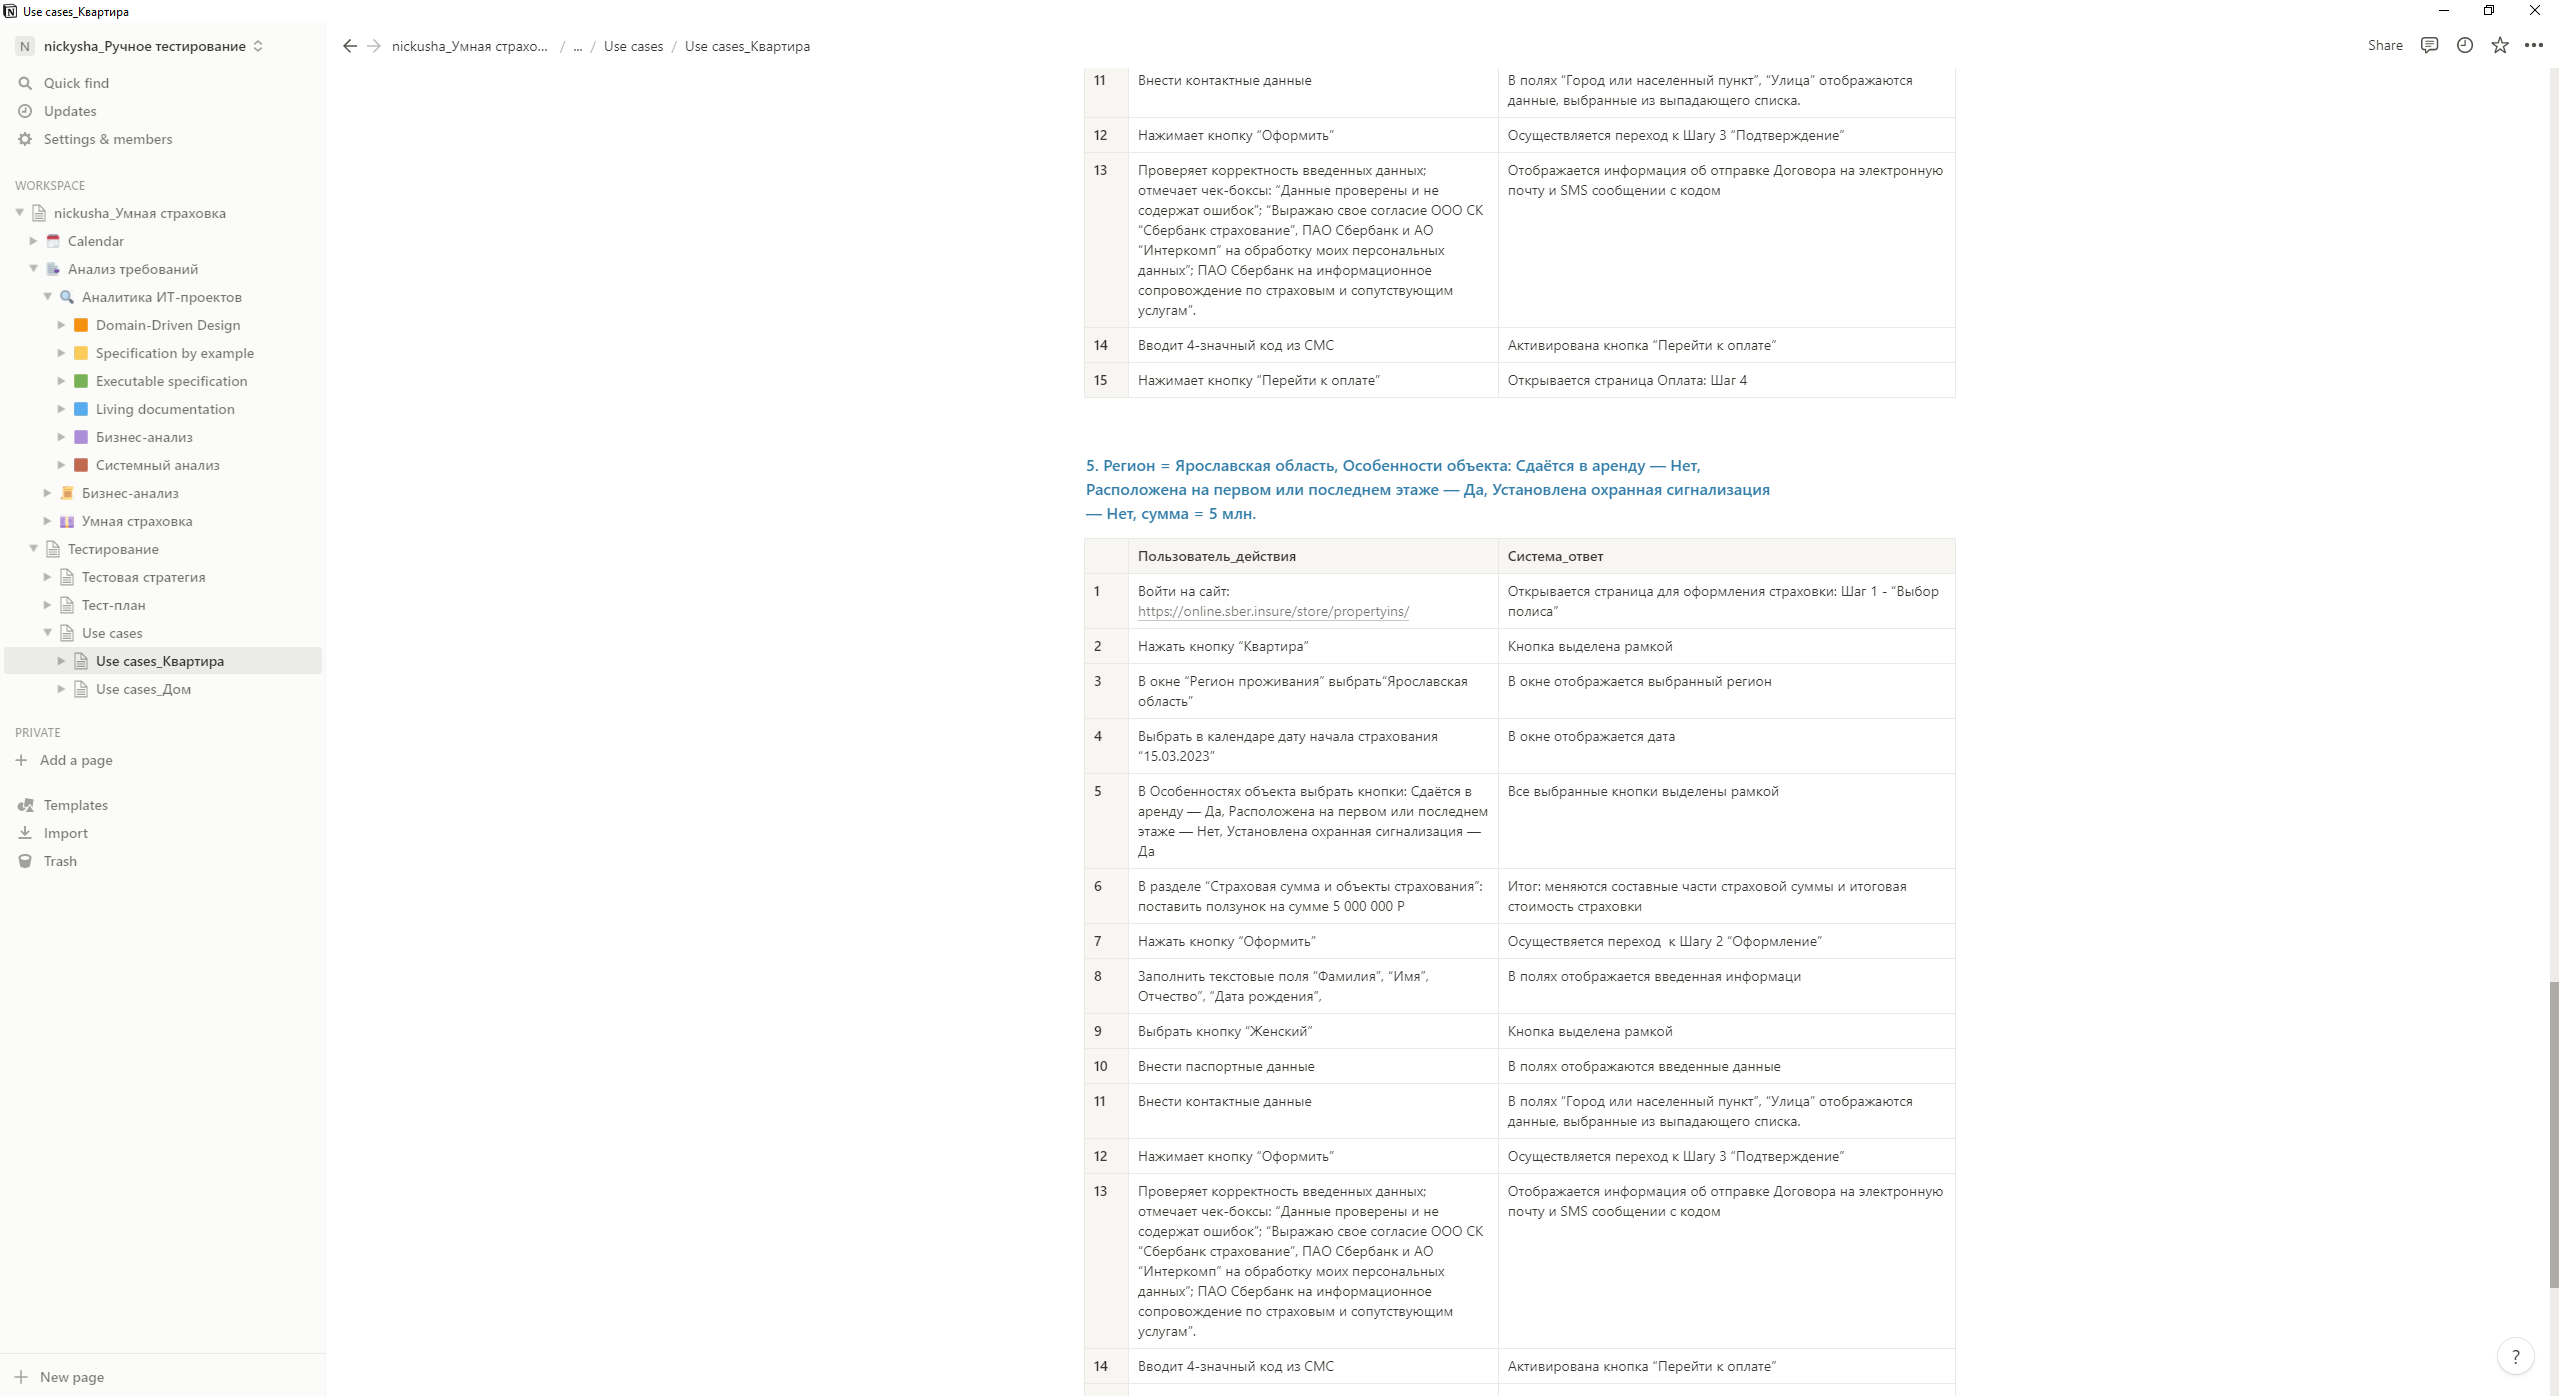 Use cases_Квартира
N nickysha_Ручное тестирование
Quick find
Updates
Settings & members
WORKSPACE
nickusha_Умная страховка
Calendar
Анализ требований
Аналитика ИТ-проектов
Domain-Driven Design
Specification by example
Executable specification
Living documentation
Бизнес-анализ
Системный анализ
Бизнес-анализ
Умная страховка
Тестирование
Тестовая стратегия
Тест-план
Use cases
Use cases_Квартира
Use cases_Дом
PRIVATE
Add a page
Templates
Import
Trash
New page
nickusha_Умная страхо... / ... / Use cases / Use cases_Квартира
Share
11 Внести контактные данные В полях “Город или населенный пункт”, “Улица” отображаются
данные, выбранные из выпадающего списка.
12 Нажимает кнопку “Оформить” Осуществляется переход к Шагу 3 “Подтверждение”
13 Проверяет корректность введенных данных; Отображается информация об отправке Договора на электронную
отмечает чек-боксы: “Данные проверены и не почту и SMS сообщении с кодом
содержат ошибок”; “Выражаю свое согласие ООО СК
“Сбербанк страхование”, ПАО Сбербанк и АО
“Интеркомп” на обработку моих персональных
данных”; ПАО Сбербанк на информационное
сопровождение по страховым и сопутствующим
услугам”.
14 Вводит 4-значный код из СМС Активирована кнопка “Перейти к оплате”
15 Нажимает кнопку “Перейти к оплате” Открывается страница Оплата: Шаг 4
5. Регион = Ярославская область, Особенности объекта: Сдаётся в аренду — Нет,
Расположена на первом или последнем этаже — Да, Установлена охранная сигнализация
— Нет, сумма = 5 млн.
Пользователь_действия Система_ответ
1 Войти на сайт: Открывается страница для оформления страховки: Шаг 1 - “Выбор
https://online.sber.insure/store/propertyins/ полиса”
2 Нажать кнопку “Квартира” Кнопка выделена рамкой
3 В окне “Регион проживания” выбрать“Ярославская В окне отображается выбранный регион
область”
4 Выбрать в календаре дату начала страхования В окне отображается дата
“15.03.2023”
5 В Особенностях объекта выбрать кнопки: Сдаётся в Все выбранные кнопки выделены рамкой
аренду — Да, Расположена на первом или последнем
этаже — Нет, Установлена охранная сигнализация —
Да
6 В разделе “Страховая сумма и объекты страхования”: Итог: меняются составные части страховой суммы и итоговая
поставить ползунок на сумме 5 000 000 Р стоимость страховки
7 Нажать кнопку “Оформить” Осуществяется переход  к Шагу 2 “Оформление”
8 Заполнить текстовые поля “Фамилия”, “Имя”, В полях отображается введенная информаци
Отчество”, “Дата рождения”,
9 Выбрать кнопку “Женский” Кнопка выделена рамкой
10 Внести паспортные данные В полях отображаются введенные данные
11 Внести контактные данные В полях “Город или населенный пункт”, “Улица” отображаются
данные, выбранные из выпадающего списка.
12 Нажимает кнопку “Оформить” Осуществляется переход к Шагу 3 “Подтверждение”
13 Проверяет корректность введенных данных; Отображается информация об отправке Договора на электронную
отмечает чек-боксы: “Данные проверены и не почту и SMS сообщении с кодом
содержат ошибок”; “Выражаю свое согласие ООО СК
“Сбербанк страхование”, ПАО Сбербанк и АО
“Интеркомп” на обработку моих персональных
данных”; ПАО Сбербанк на информационное
сопровождение по страховым и сопутствующим
услугам”.
14 Вводит 4-значный код из СМС Активирована кнопка “Перейти к оплате”
?